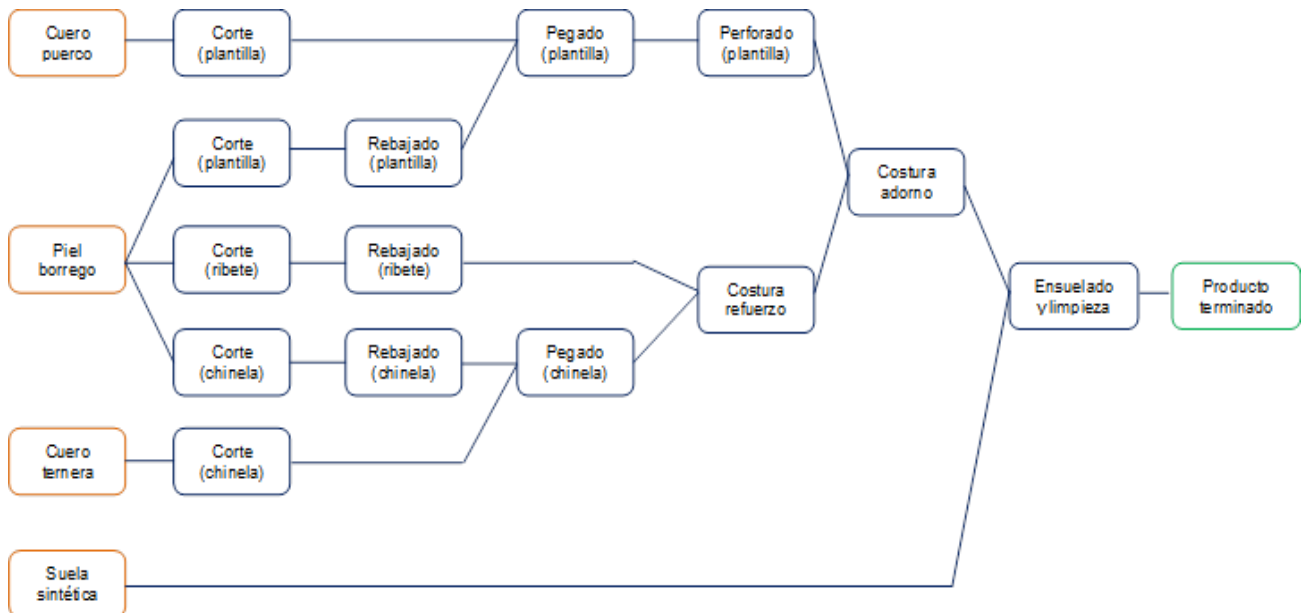 Cuero
puerco
Corte
(plantilla)
Pegado
(plantilla)
Perforado
(plantilla)
Corte
(plantilla)
Rebajado
(plantilla)
Costura
adorno
Piel
borrego
Corte
(ribete)
Rebajado
(ribete)
Costura
refuerzo
Ensuelado
y limpieza
Producto
terminado
Corte
(chinela)
Rebajado
(chinela)
Pegado
(chinela)
Cuero
ternera
Corte
(chinela)
Suela
sintética